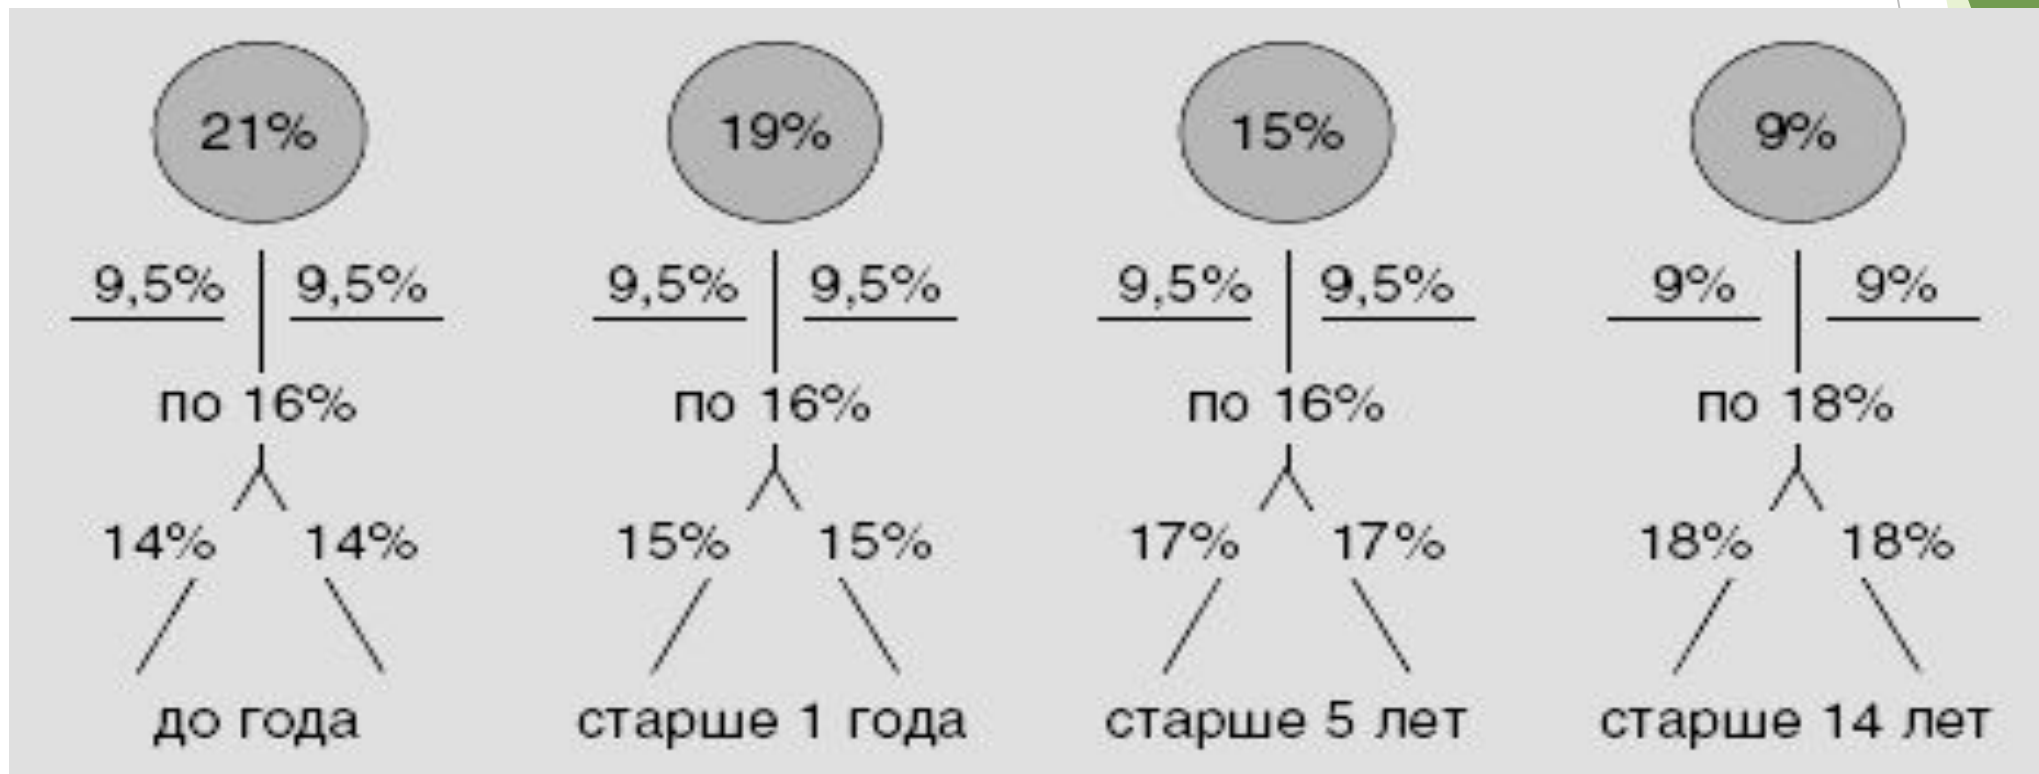 21% 19% 15% 9%
9,5% 9,5% 9,5% 9,5% 9,5% 9,5% 9% 9%
по 16% по 16% по 16% по 18%
14% 14% 15% 15% 17% 17% 18% 18%
до года старше 1 года старше 5 лет старше 14 лет